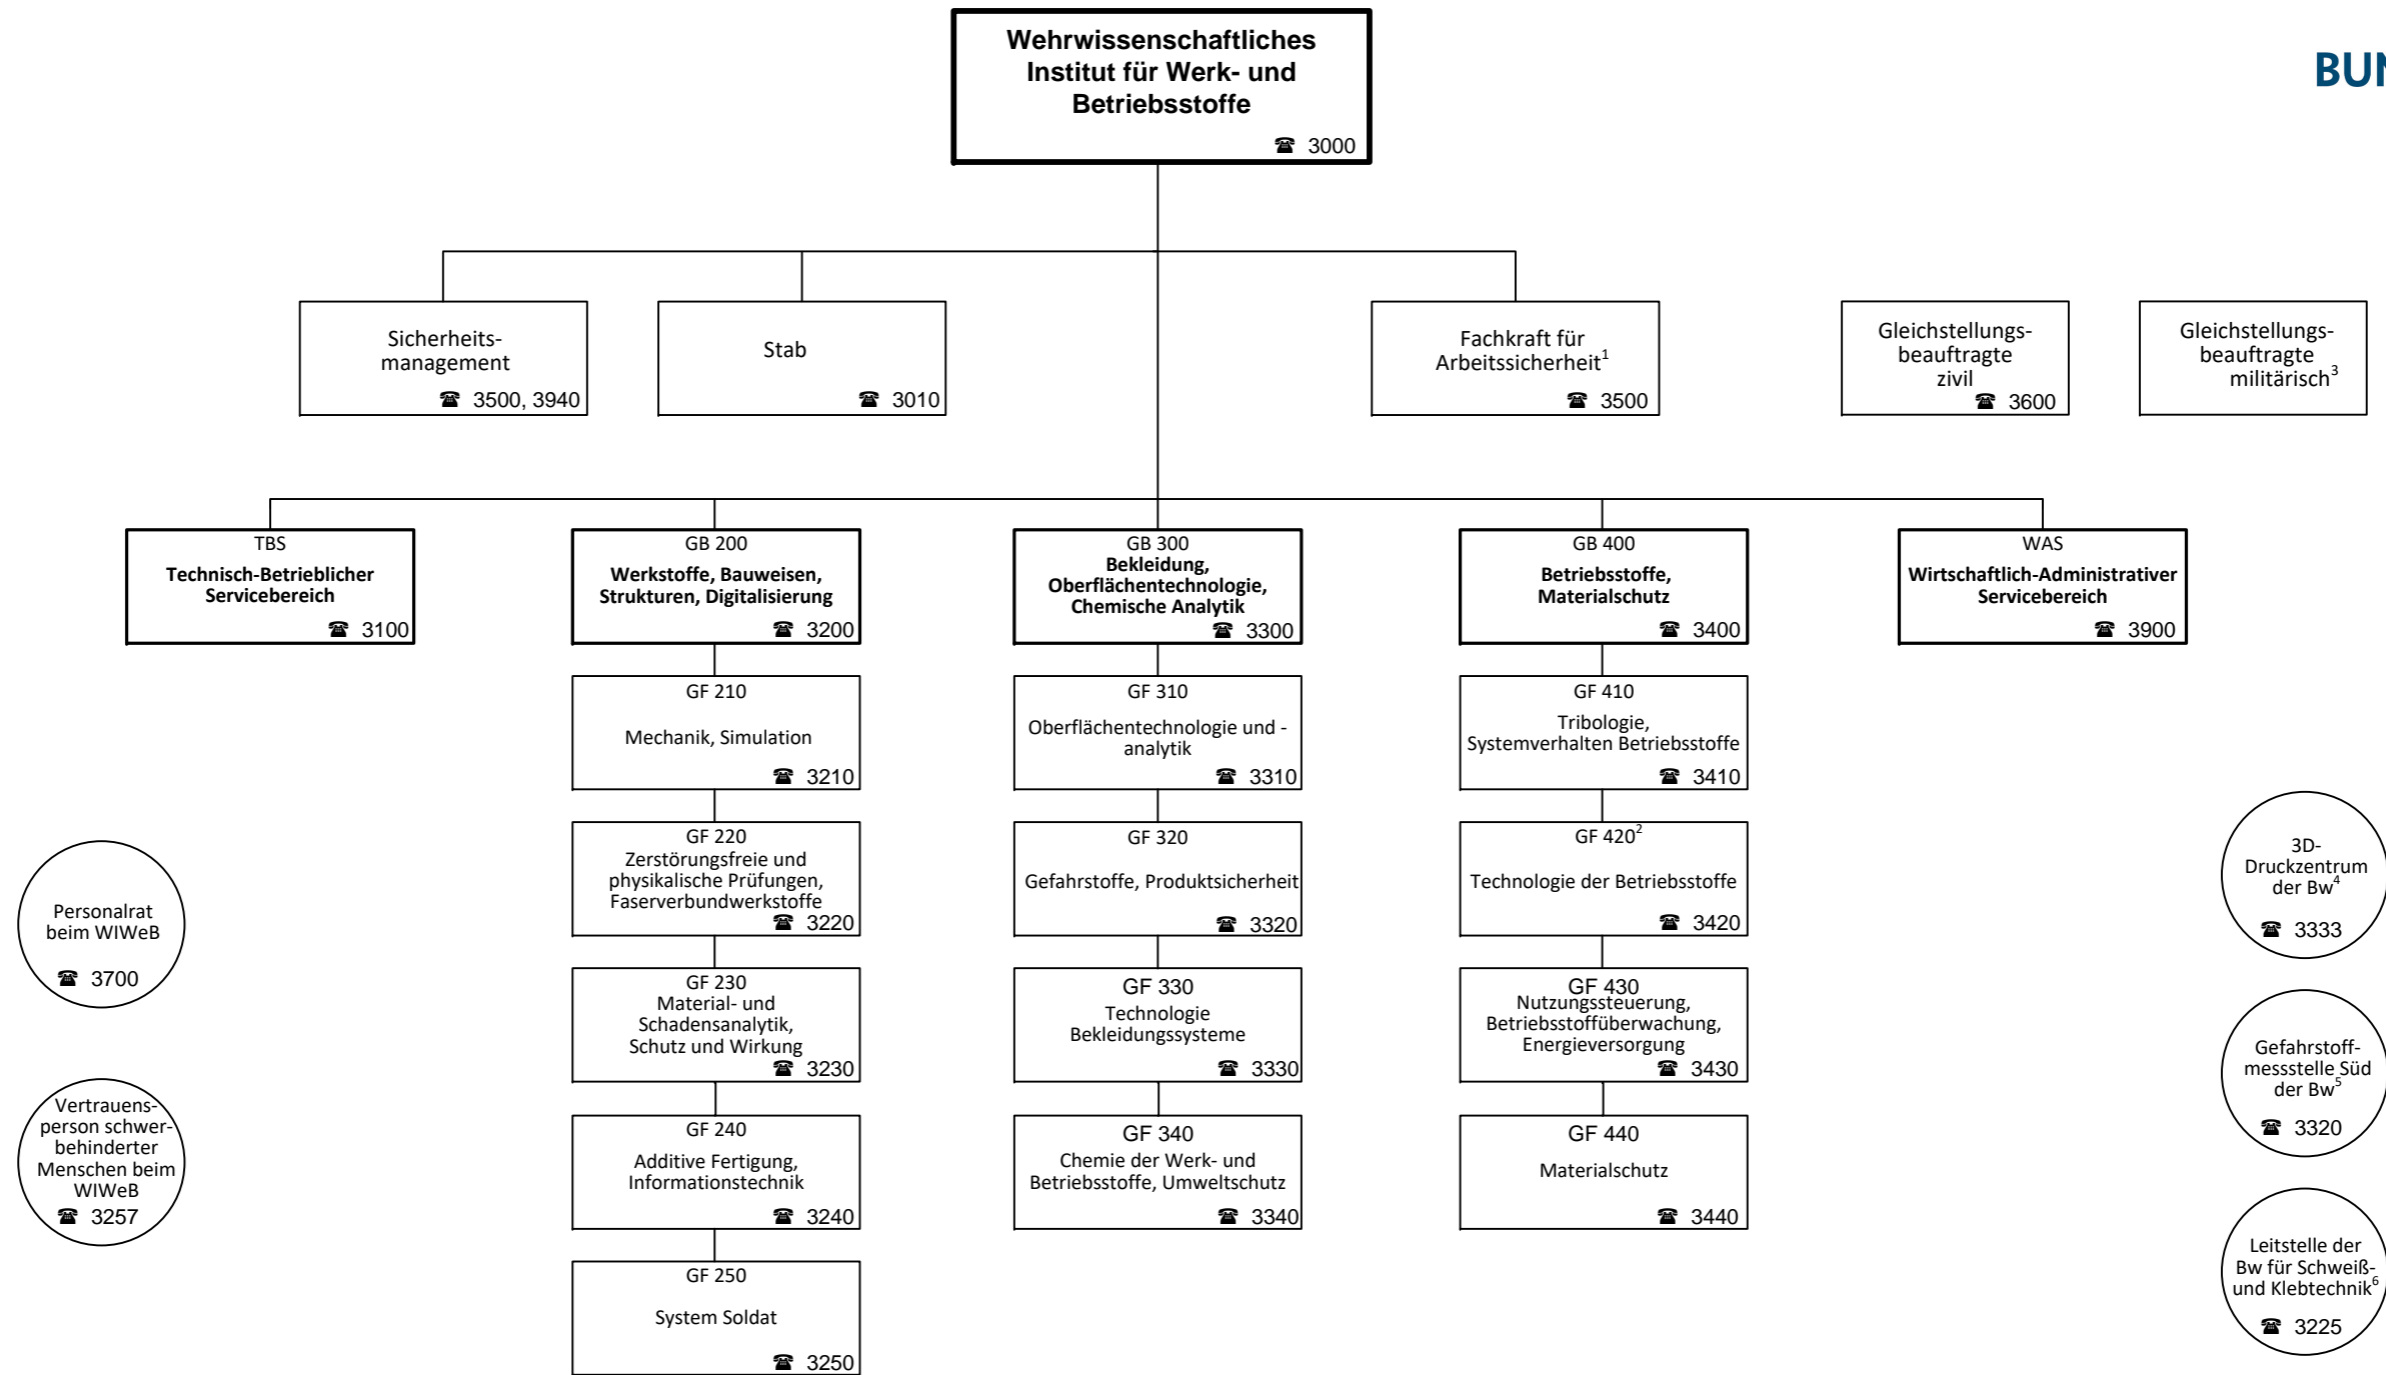 Wehrwissenschaftliches
Institut für Werk- und
Betriebsstoffe
☎ 3000
Sicherheits-
management
☎ 3500, 3940
Stab
☎ 3010
Fachkraft für
Arbeitssicherheit¹
☎ 3500
Gleichstellungs-
beauftragte
zivil
☎ 3600
Gleichstellungs-
beauftragte
militärisch³
TBS
Technisch-Betrieblicher
Servicebereich
☎ 3100
GB 200
Werkstoffe, Bauweisen,
Strukturen, Digitalisierung
☎ 3200
GF 210
Mechanik, Simulation
☎ 3210
GF 220
Zerstörungsfreie und
physikalische Prüfungen,
Faserverbundwerkstoffe
☎ 3220
GF 230
Material- und
Schadensanalytik,
Schutz und Wirkung
☎ 3230
GF 240
Additive Fertigung,
Informationstechnik
☎ 3240
GF 250
System Soldat
☎ 3250
GB 300
Bekleidung,
Oberflächentechnologie,
Chemische Analytik
☎ 3300
GF 310
Oberflächentechnologie und -
analytik
☎ 3310
GF 320
Gefahrstoffe, Produktsicherheit
☎ 3320
GF 330
Technologie
Bekleidungssysteme
☎ 3330
GF 340
Chemie der Werk- und
Betriebsstoffe, Umweltschutz
☎ 3340
GB 400
Betriebsstoffe,
Materialschutz
☎ 3400
GF 410
Tribologie,
Systemverhalten Betriebsstoffe
☎ 3410
GF 420²
Technologie der Betriebsstoffe
☎ 3420
GF 430
Nutzungssteuerung,
Betriebsstoffüberwachung,
Energieversorgung
☎ 3430
GF 440
Materialschutz
☎ 3440
WAS
Wirtschaftlich-Administrativer
Servicebereich
☎ 3900
Personalrat
beim WIWeB
☎ 3700
Vertrauens-
person schwer-
behinderter
Menschen beim
WIWeB
☎ 3257
3D-
Druckzentrum
der Bw⁴
☎ 3333
Gefahrstoff-
messstelle Süd
der Bw⁵
☎ 3320
Leitstelle der
Bw für Schweiß-
und Klebtechnik⁶
☎ 3225